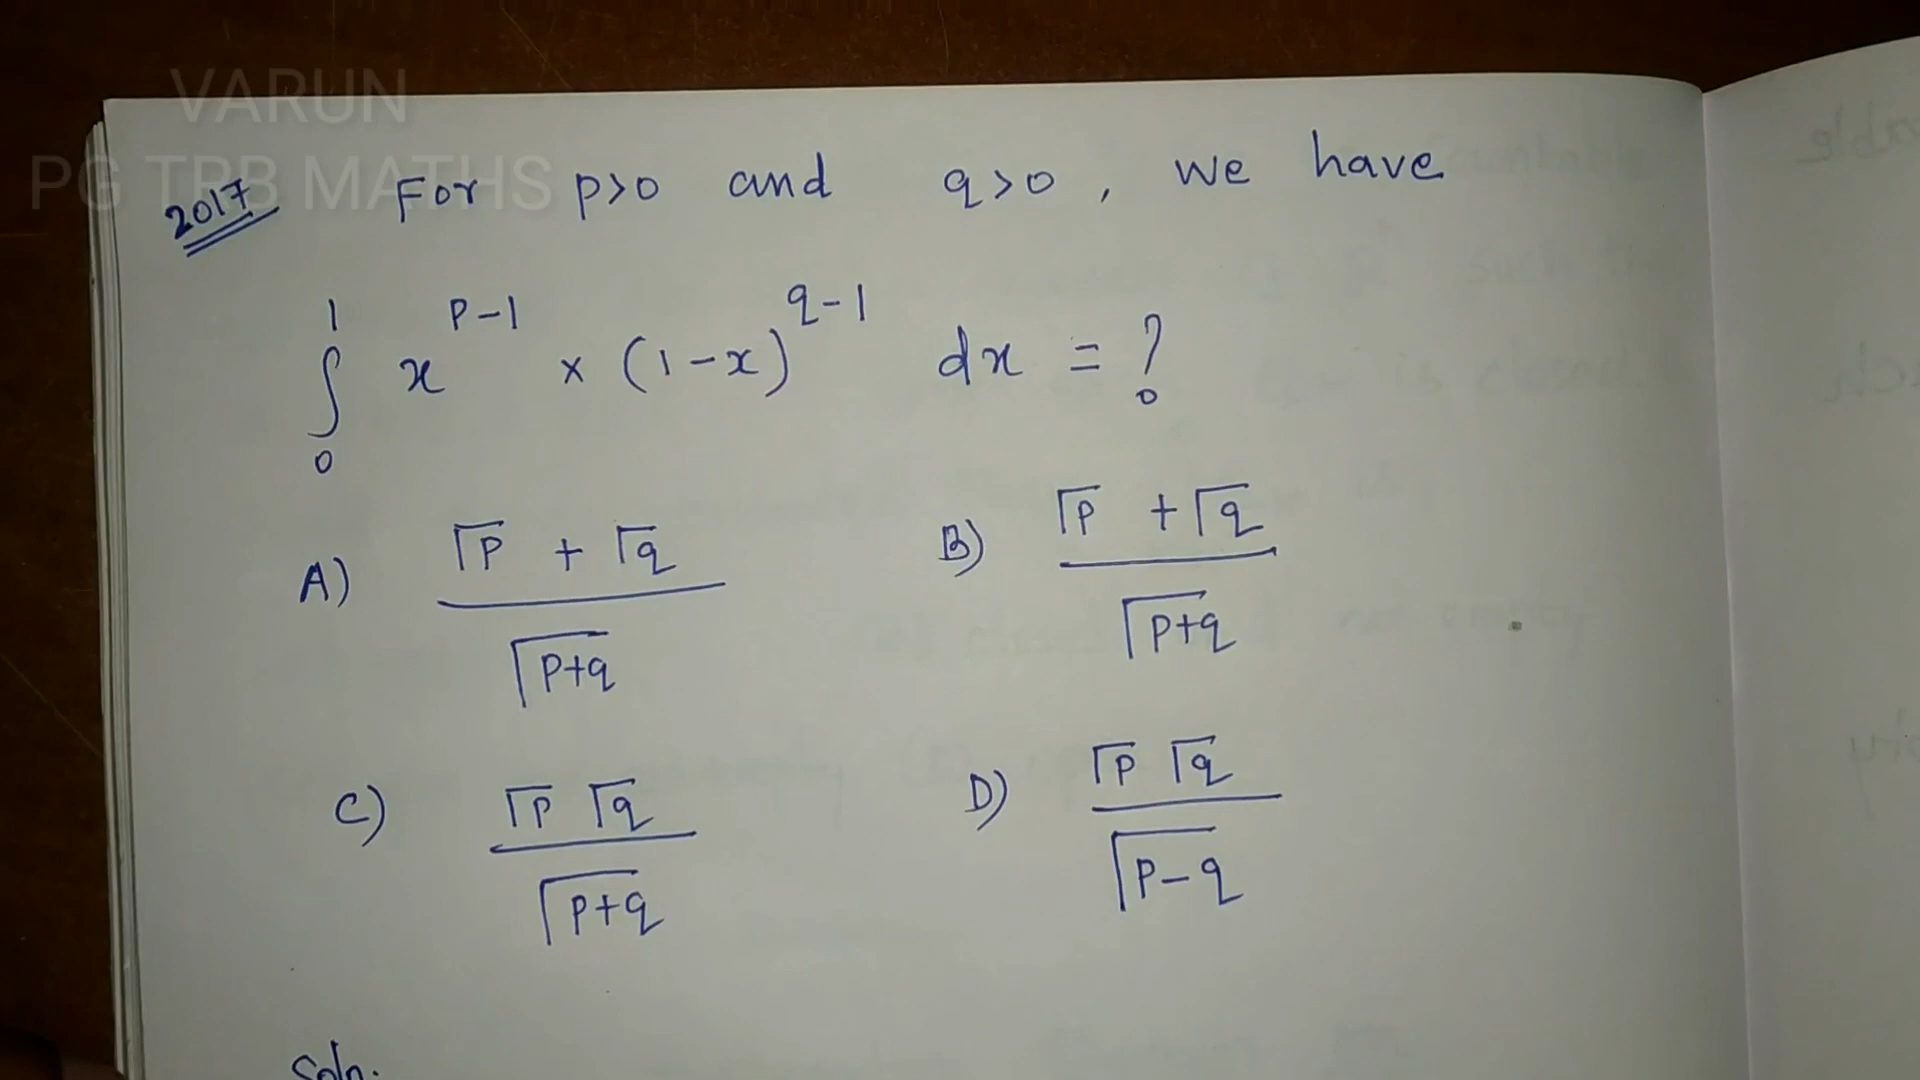 VARUN
PG TRB MATHS
2017 For p>0 and q>0, we have
∫₀¹ x^(p-1) × (1-x)^(q-1) dx = ?
A) (Γp + Γq) / Γ(p+q)
B) (Γp + Γq) / Γ(p+q)
C) (Γp Γq) / Γ(p+q)
D) (Γp Γq) / Γ(p-q)
Soln.